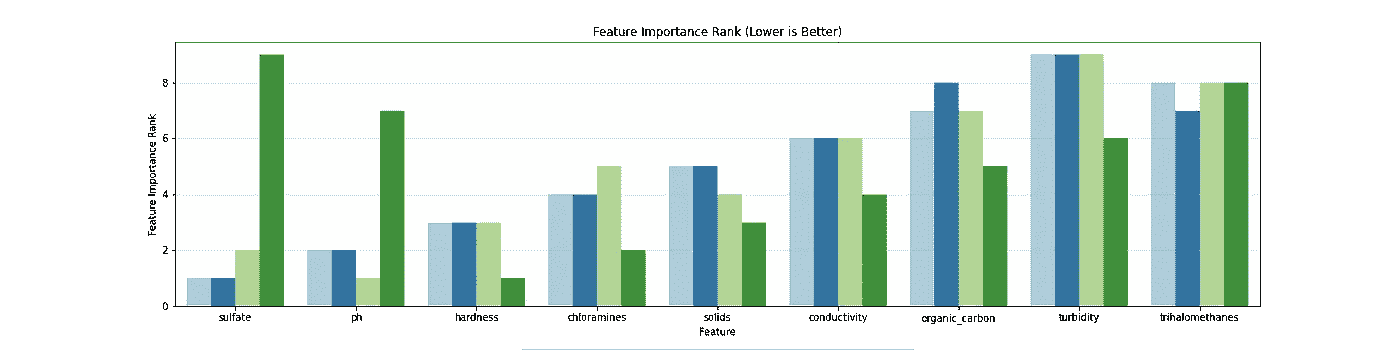 Feature Importance Rank (Lower is Better)
Feature Importance Rank
8
6
4
2
0
sulfate ph hardness chloramines solids conductivity organic_carbon turbidity trihalomethanes
Feature